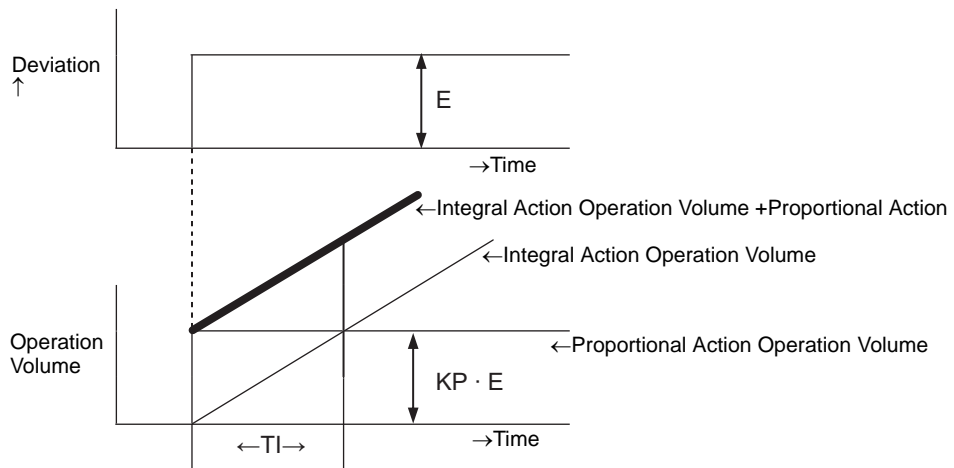 Deviation
↑
E
→Time
←Integral Action Operation Volume +Proportional Action
←Integral Action Operation Volume
Operation
Volume
←Proportional Action Operation Volume
KP · E
←TI→
→Time